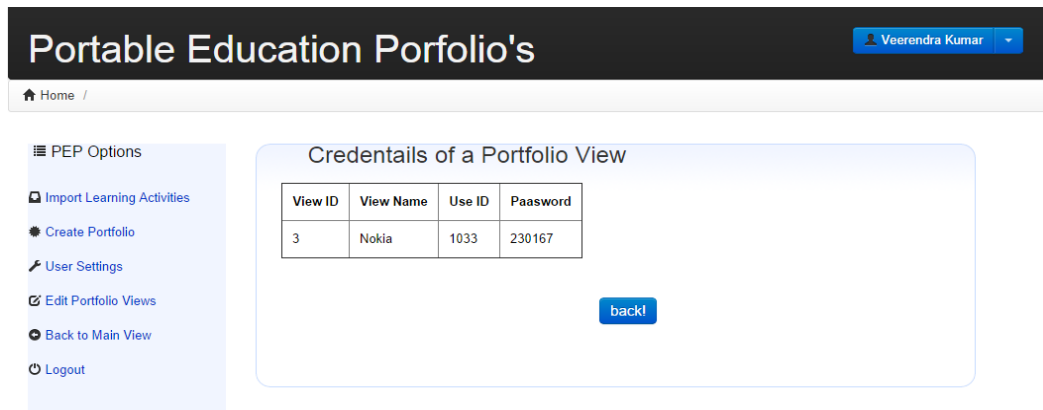 Portable Education Porfolio's
Veerendra Kumar
Home /
PEP Options
Import Learning Activities
Create Portfolio
User Settings
Edit Portfolio Views
Back to Main View
Logout
Credentails of a Portfolio View
View ID View Name Use ID Paasword
3 Nokia 1033 230167
back!